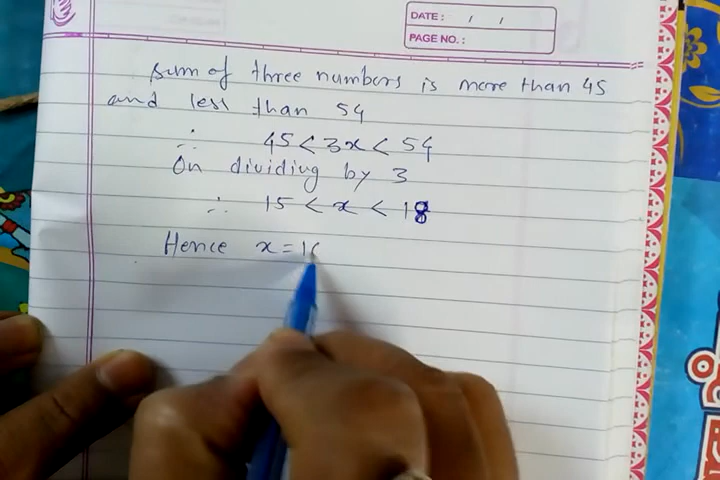 DATE: / /
PAGE NO.:
sum of three numbers is more than 45
and less than 54
∴ 45 < 3x < 54
On dividing by 3
∴ 15 < x < 18
Hence x = 1